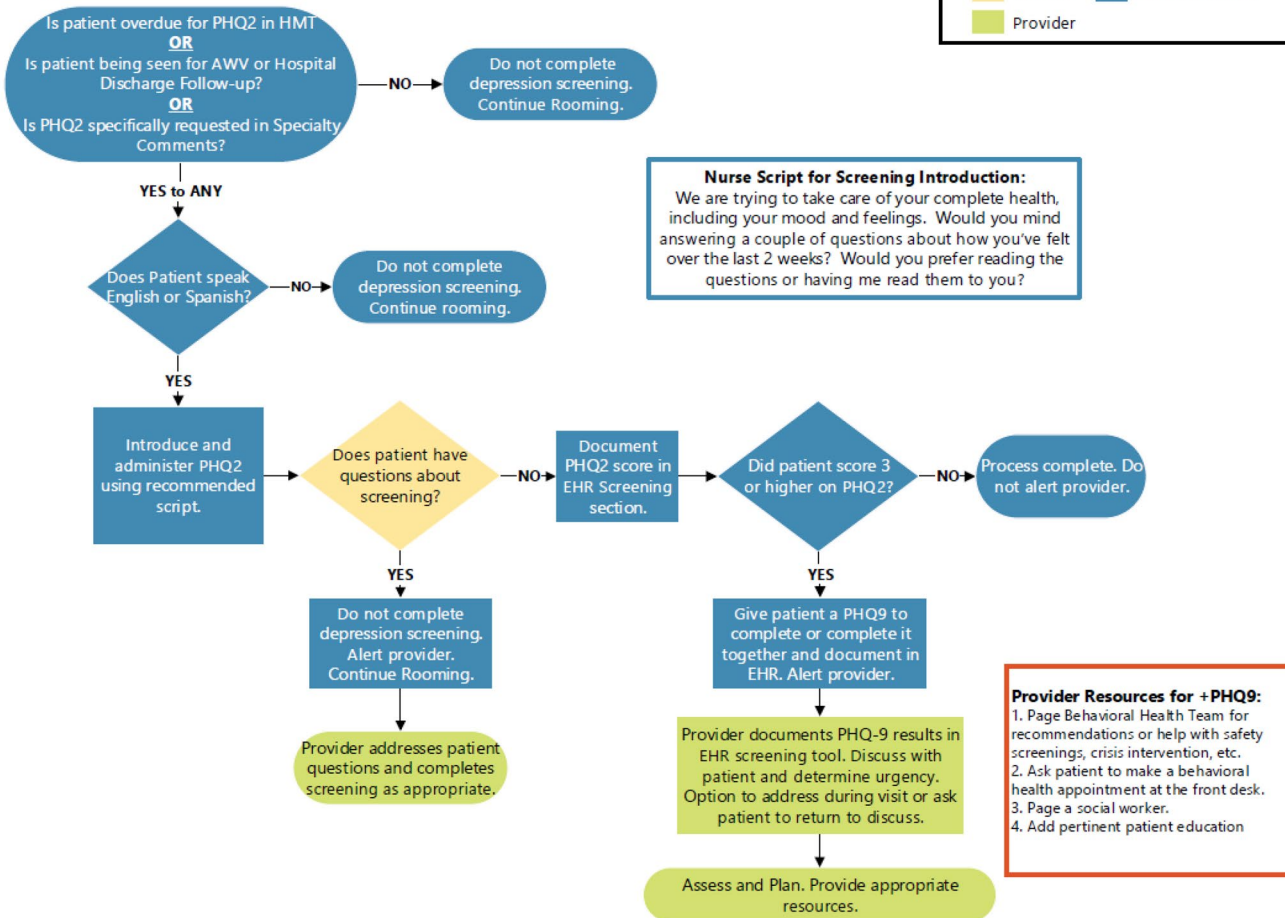 Provider
Is patient overdue for PHQ2 in HMT
OR
Is patient being seen for AWV or Hospital
Discharge Follow-up?
OR
Is PHQ2 specifically requested in Specialty
Comments?
NO
Do not complete
depression screening.
Continue Rooming.
YES to ANY
Nurse Script for Screening Introduction:
We are trying to take care of your complete health,
including your mood and feelings. Would you mind
answering a couple of questions about how you've felt
over the last 2 weeks? Would you prefer reading the
questions or having me read them to you?
Does Patient speak
English or Spanish?
NO
Do not complete
depression screening.
Continue rooming.
YES
Introduce and
administer PHQ2
using recommended
script.
Does patient have
questions about
screening?
NO
Document
PHQ2 score in
EHR Screening
section.
Did patient score 3
or higher on PHQ2?
NO
Process complete. Do
not alert provider.
YES
Do not complete
depression screening.
Alert provider.
Continue Rooming.
Provider addresses patient
questions and completes
screening as appropriate.
YES
Give patient a PHQ9 to
complete or complete it
together and document in
EHR. Alert provider.
Provider documents PHQ-9 results in
EHR screening tool. Discuss with
patient and determine urgency.
Option to address during visit or ask
patient to return to discuss.
Assess and Plan. Provide appropriate
resources.
Provider Resources for +PHQ9:
1. Page Behavioral Health Team for
recommendations or help with safety
screenings, crisis intervention, etc.
2. Ask patient to make a behavioral
health appointment at the front desk.
3. Page a social worker.
4. Add pertinent patient education